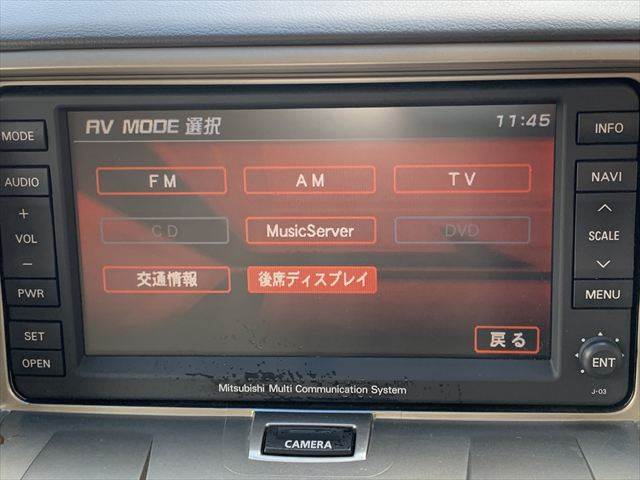 AV MODE 選択
11:45
FM
AM
TV
CD
MusicServer
DVD
交通情報
後席ディスプレイ
戻る
MODE
AUDIO
+
VOL
−
PWR
SET
OPEN
INFO
NAVI
SCALE
MENU
ENT
J-03
Mitsubishi Multi Communication System
CAMERA